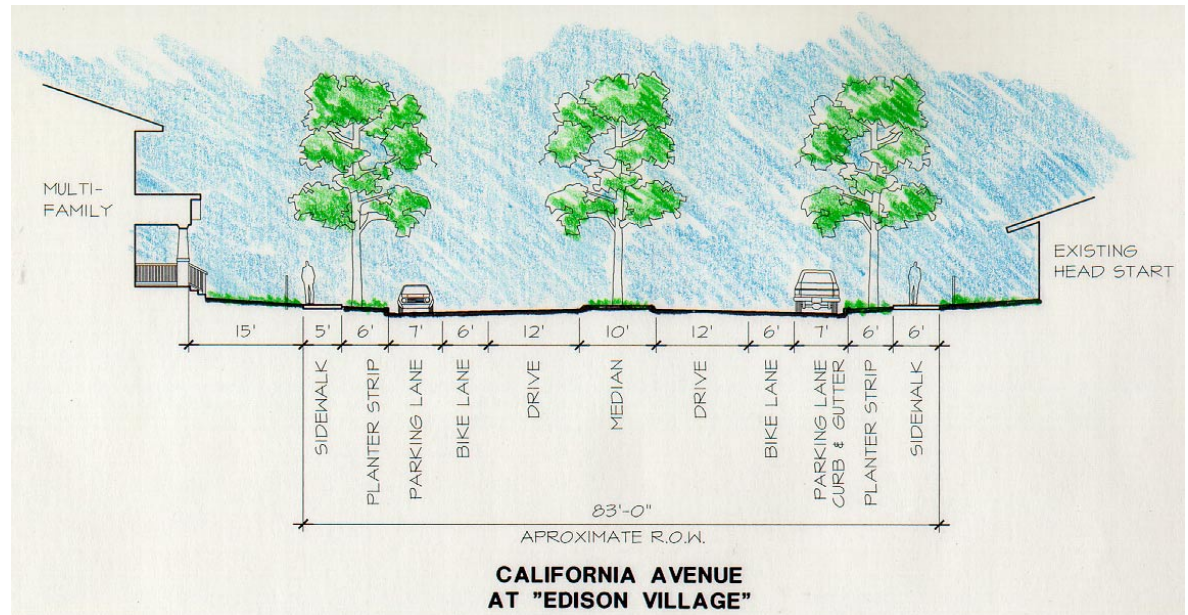 MULTI-
FAMILY
EXISTING
HEAD START
15' 5' 6' 7' 6' 12' 10' 12' 6' 7' 6' 6'
SIDEWALK
PLANTER STRIP
PARKING LANE
BIKE LANE
DRIVE
MEDIAN
DRIVE
BIKE LANE
PARKING LANE
CURB & GUTTER
PLANTER STRIP
SIDEWALK
83'-0"
APROXIMATE R.O.W.
CALIFORNIA AVENUE
AT "EDISON VILLAGE"